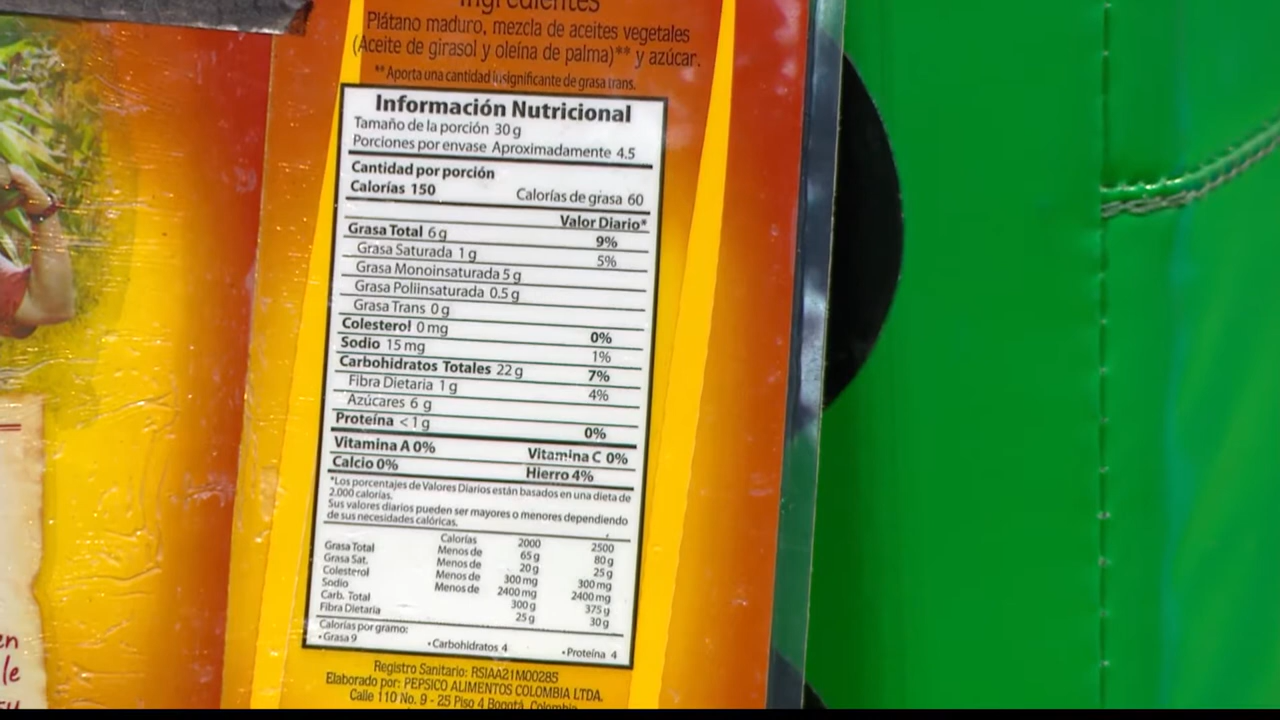 Ingredientes
Plátano maduro, mezcla de aceites vegetales
(Aceite de girasol y oleína de palma)** y azúcar.
**Aporta una cantidad insignificante de grasa trans.
Información Nutricional
Tamaño de la porción 30 g
Porciones por envase Aproximadamente 4.5
Cantidad por porción
Calorías 150 Calorías de grasa 60
Valor Diario*
Grasa Total 6 g 9%
Grasa Saturada 1 g 5%
Grasa Monoinsaturada 5 g
Grasa Poliinsaturada 0.5 g
Grasa Trans 0 g
Colesterol 0 mg 0%
Sodio 15 mg 1%
Carbohidratos Totales 22 g 7%
Fibra Dietaria 1 g 4%
Azúcares 6 g
Proteína <1 g 0%
Vitamina A 0% Vitamina C 0%
Calcio 0% Hierro 4%
*Los porcentajes de Valores Diarios están basados en una dieta de
2.000 calorías.
Sus valores diarios pueden ser mayores o menores dependiendo
de sus necesidades calóricas.
Calorías 2000 2500
Grasa Total Menos de 65 g 80 g
Grasa Sat. Menos de 20 g 25 g
Colesterol Menos de 300 mg 300 mg
Sodio Menos de 2400 mg 2400 mg
Carb. Total 300 g 375 g
Fibra Dietaria 25 g 30 g
Calorías por gramo:
•Grasa 9 •Carbohidratos 4 •Proteína 4
Registro Sanitario: RSIAA21M00285
Elaborado por: PEPSICO ALIMENTOS COLOMBIA LTDA.
Calle 110 No. 9 - 25 Piso 4 Bogotá, Colombia
en
le